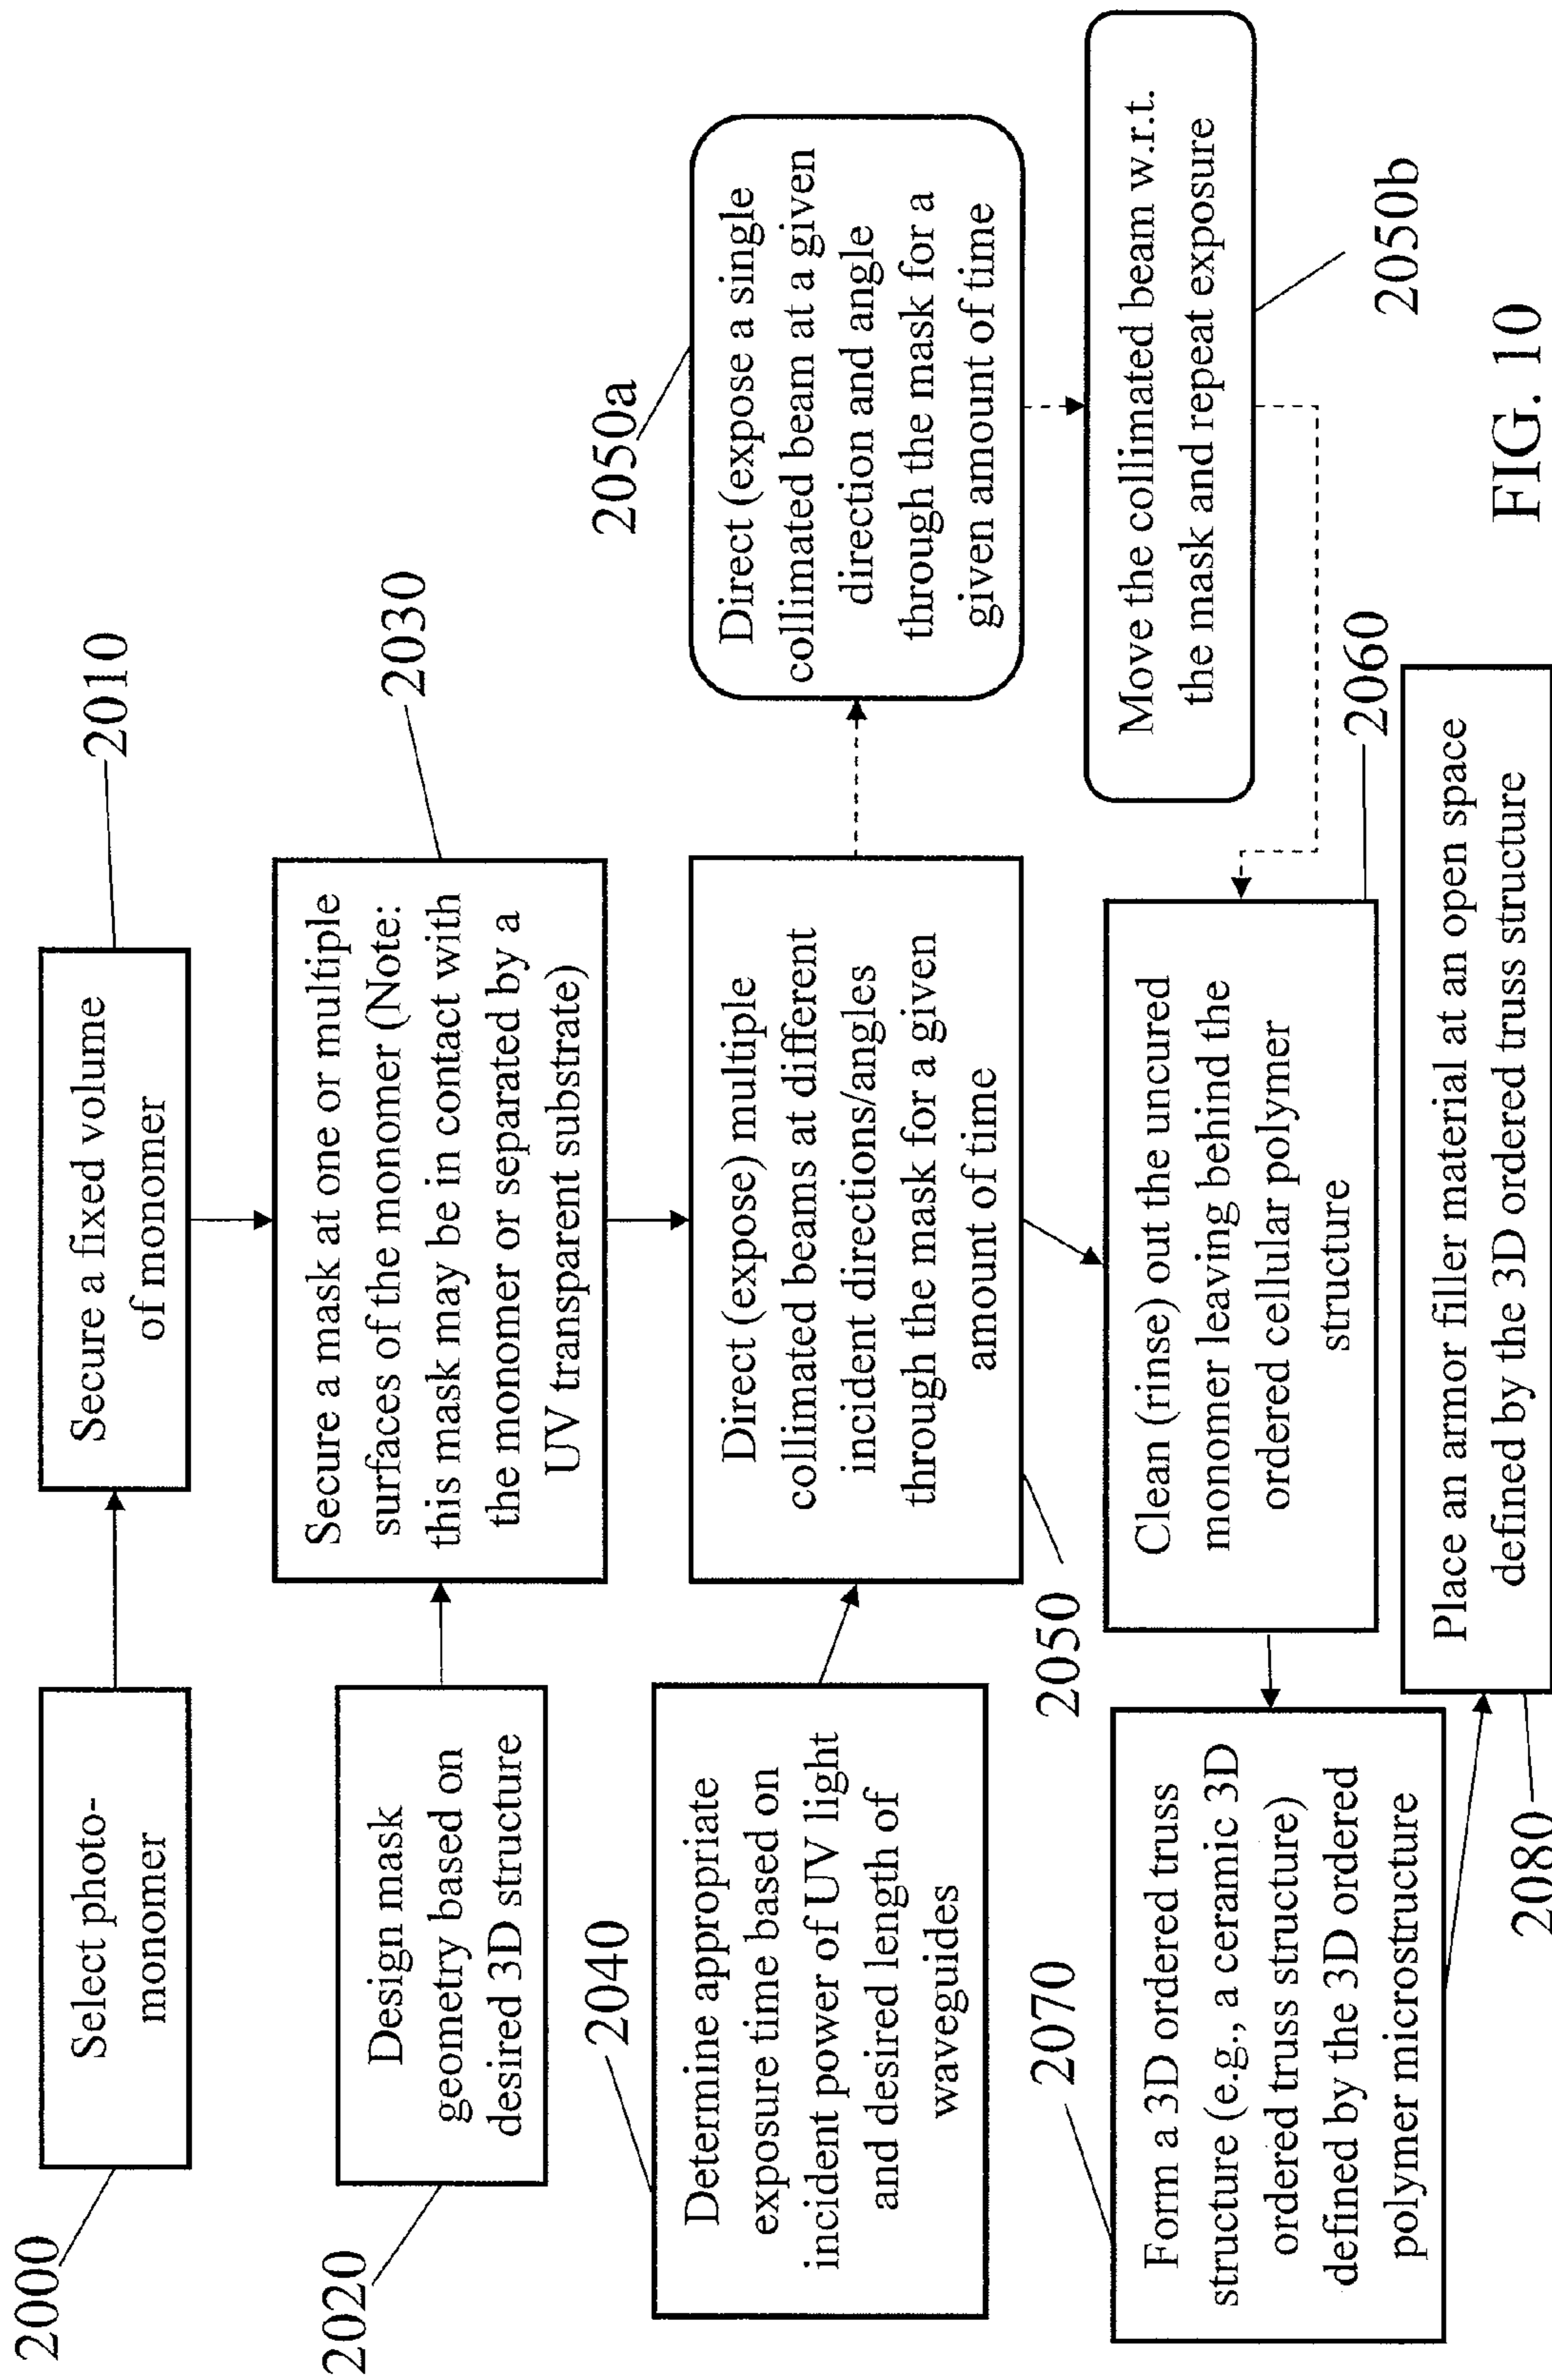 2000
Select photo-
monomer
2010
Secure a fixed volume
of monomer
2020
Design mask
geometry based on
desired 3D structure
2030
Secure a mask at one or multiple
surfaces of the monomer (Note:
this mask may be in contact with
the monomer or separated by a
UV transparent substrate)
2040
Determine appropriate
exposure time based on
incident power of UV light
and desired length of
waveguides
2050
Direct (expose) multiple
collimated beams at different
incident directions/angles
through the mask for a given
amount of time
2050a
Direct (expose a single
collimated beam at a given
direction and angle
through the mask for a
given amount of time
2050b
Move the collimated beam w.r.t.
the mask and repeat exposure
2060
Clean (rinse) out the uncured
monomer leaving behind the
ordered cellular polymer
structure
2070
Form a 3D ordered truss
structure (e.g., a ceramic 3D
ordered truss structure)
defined by the 3D ordered
polymer microstructure
2080
Place an armor filler material at an open space
defined by the 3D ordered truss structure
FIG. 10